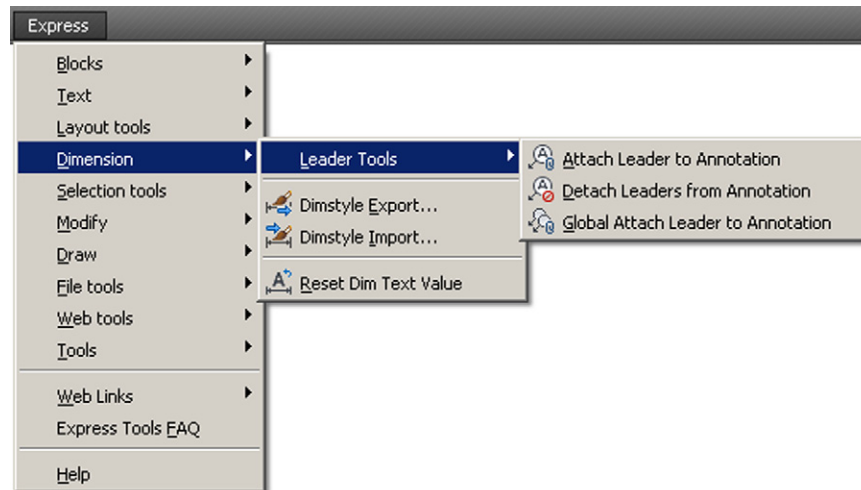 Express
Blocks
Text
Layout tools
Dimension
Selection tools
Modify
Draw
File tools
Web tools
Tools
Web Links
Express Tools FAQ
Help
Leader Tools
Dimstyle Export...
Dimstyle Import...
Reset Dim Text Value
Attach Leader to Annotation
Detach Leaders from Annotation
Global Attach Leader to Annotation